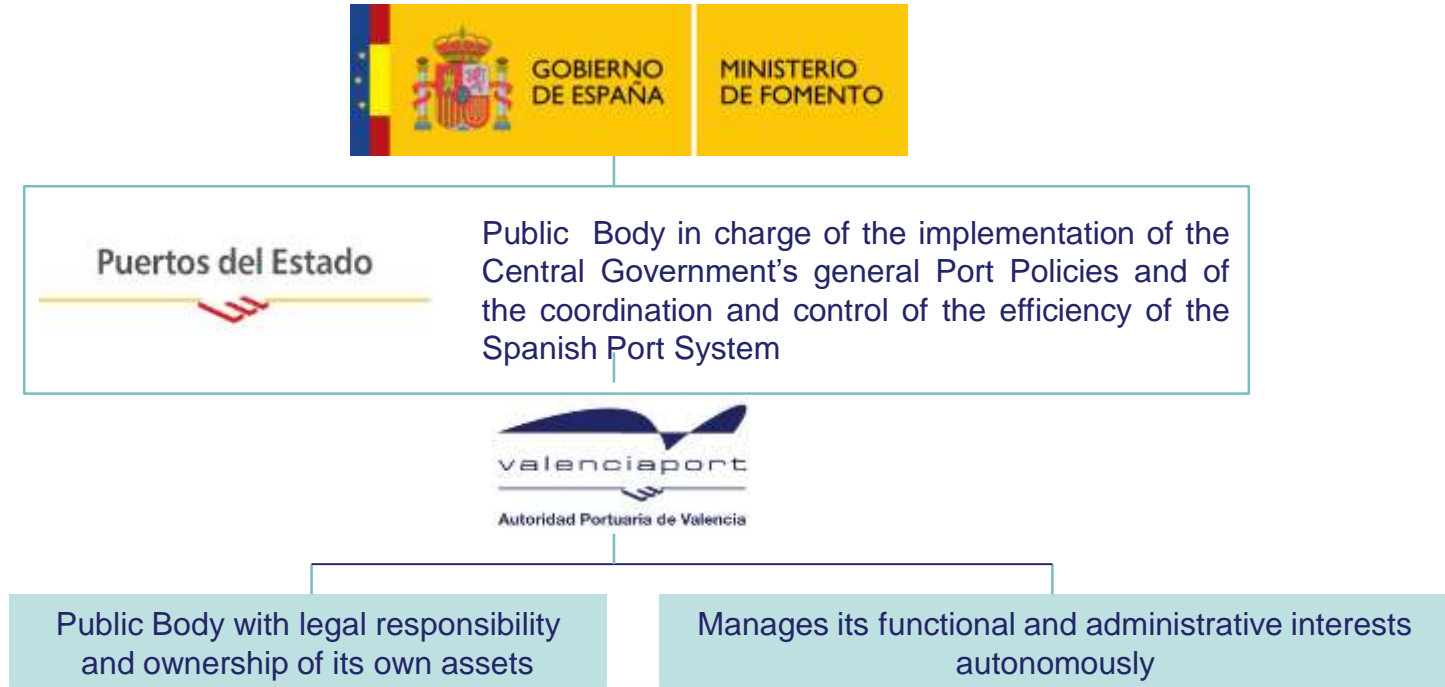 GOBIERNO
DE ESPAÑA
MINISTERIO
DE FOMENTO
Puertos del Estado
Public Body in charge of the implementation of the
Central Government's general Port Policies and of
the coordination and control of the efficiency of the
Spanish Port System
valenciaport
Autoridad Portuaria de Valencia
Public Body with legal responsibility
and ownership of its own assets
Manages its functional and administrative interests
autonomously